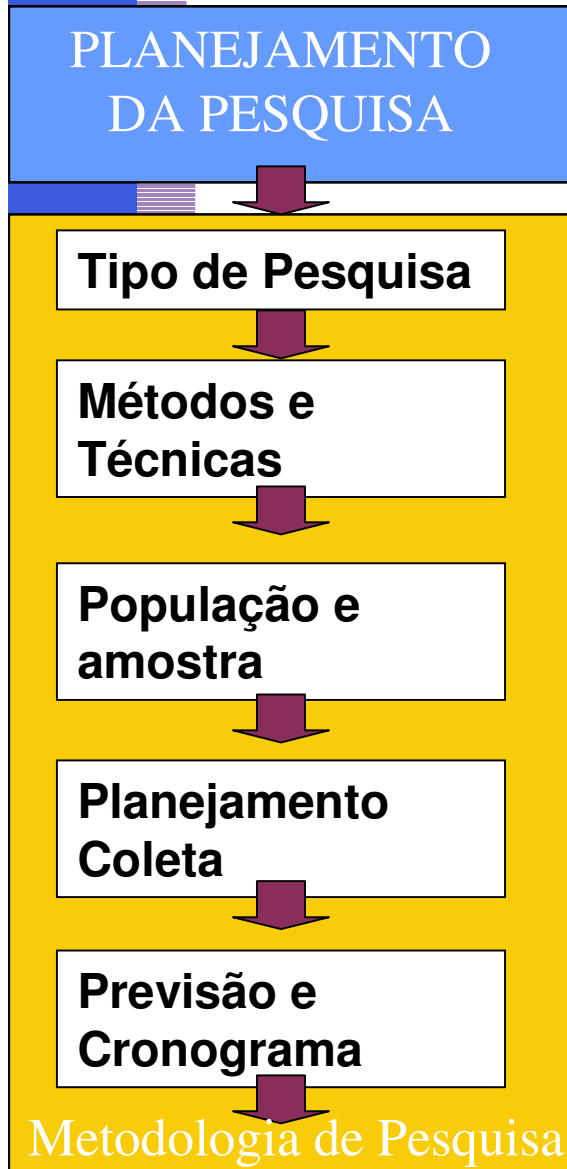 PLANEJAMENTO
DA PESQUISA
Tipo de Pesquisa
Métodos e
Técnicas
População e
amostra
Planejamento
Coleta
Previsão e
Cronograma
Metodologia de Pesquisa